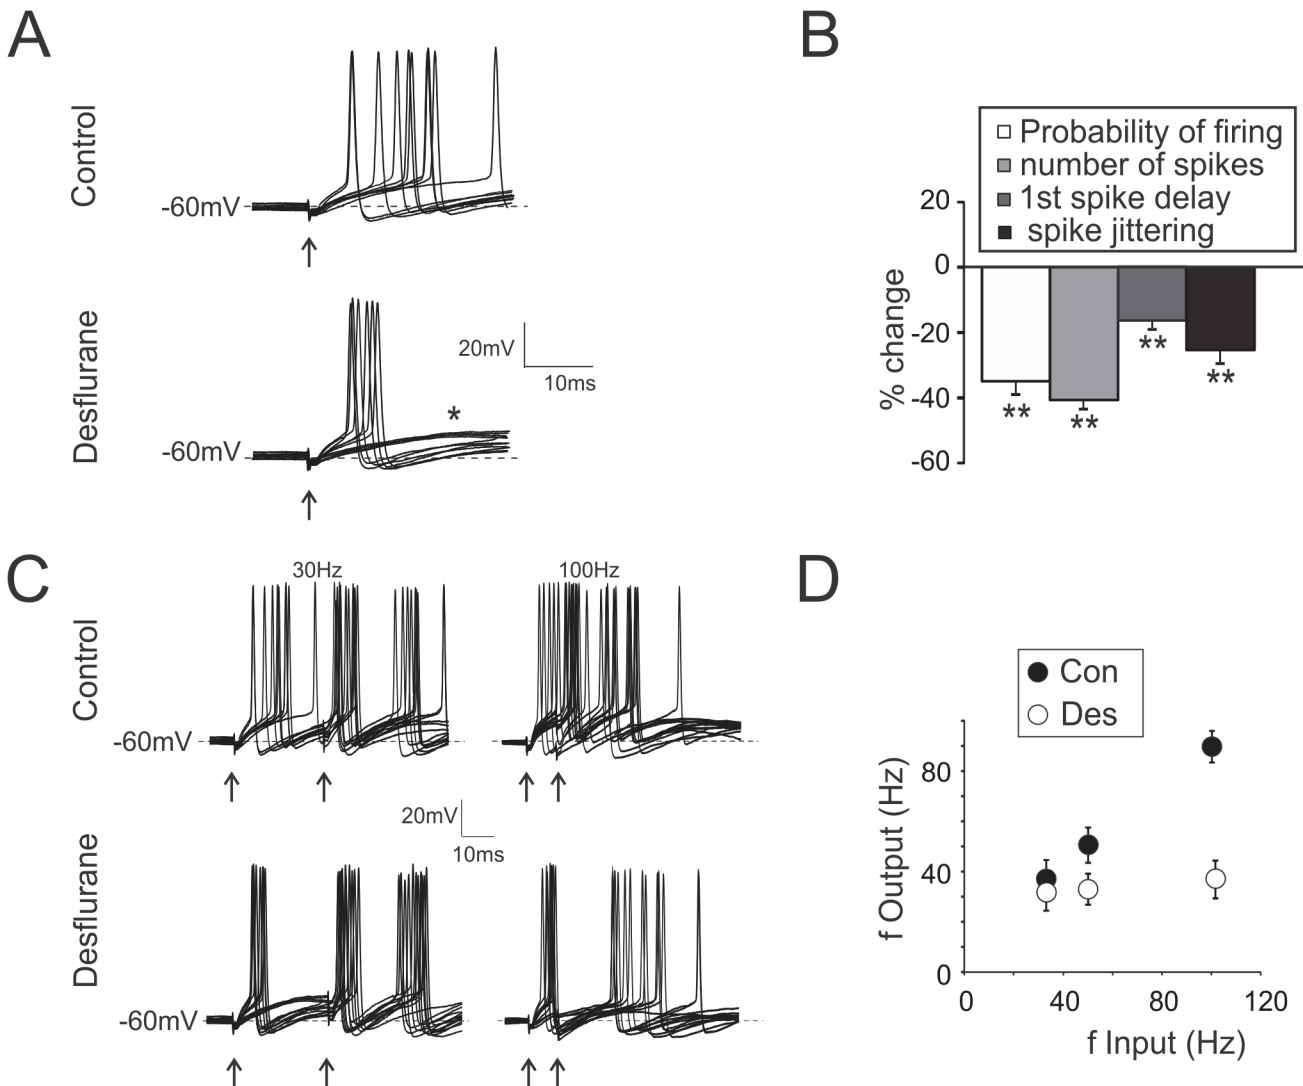 A
Control
-60mV
Desflurane
-60mV
*
20mV
10ms
B
Probability of firing
number of spikes
1st spike delay
spike jittering
% change
20
0
-20
-40
-60
**
**
**
**
C
30Hz
100Hz
Control
-60mV
20mV
10ms
Desflurane
-60mV
D
Con
Des
f Output (Hz)
80
40
0
0
40
80
120
f Input (Hz)